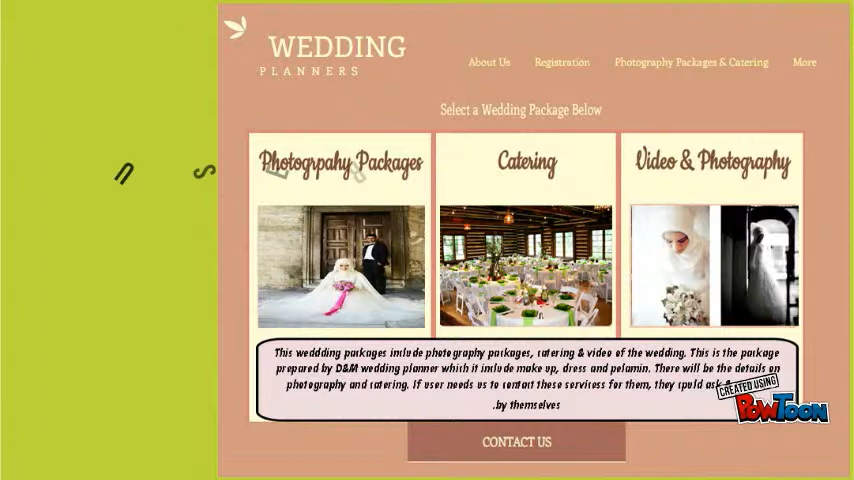 WEDDING
PLANNERS
About Us Registration Photography Packages & Catering More
Select a Wedding Package Below
Photogrpahy Packages
Catering
Video & Photography
This weddding packages include photography packages, catering & video of the wedding. This is the package
prepared by D&M wedding planner which it include make up, dress and pelamin. There will be the details on
photography and catering. If user needs us to contact these services for them, they could ask
.by themselves
CREATED USING
POWTOON
CONTACT US